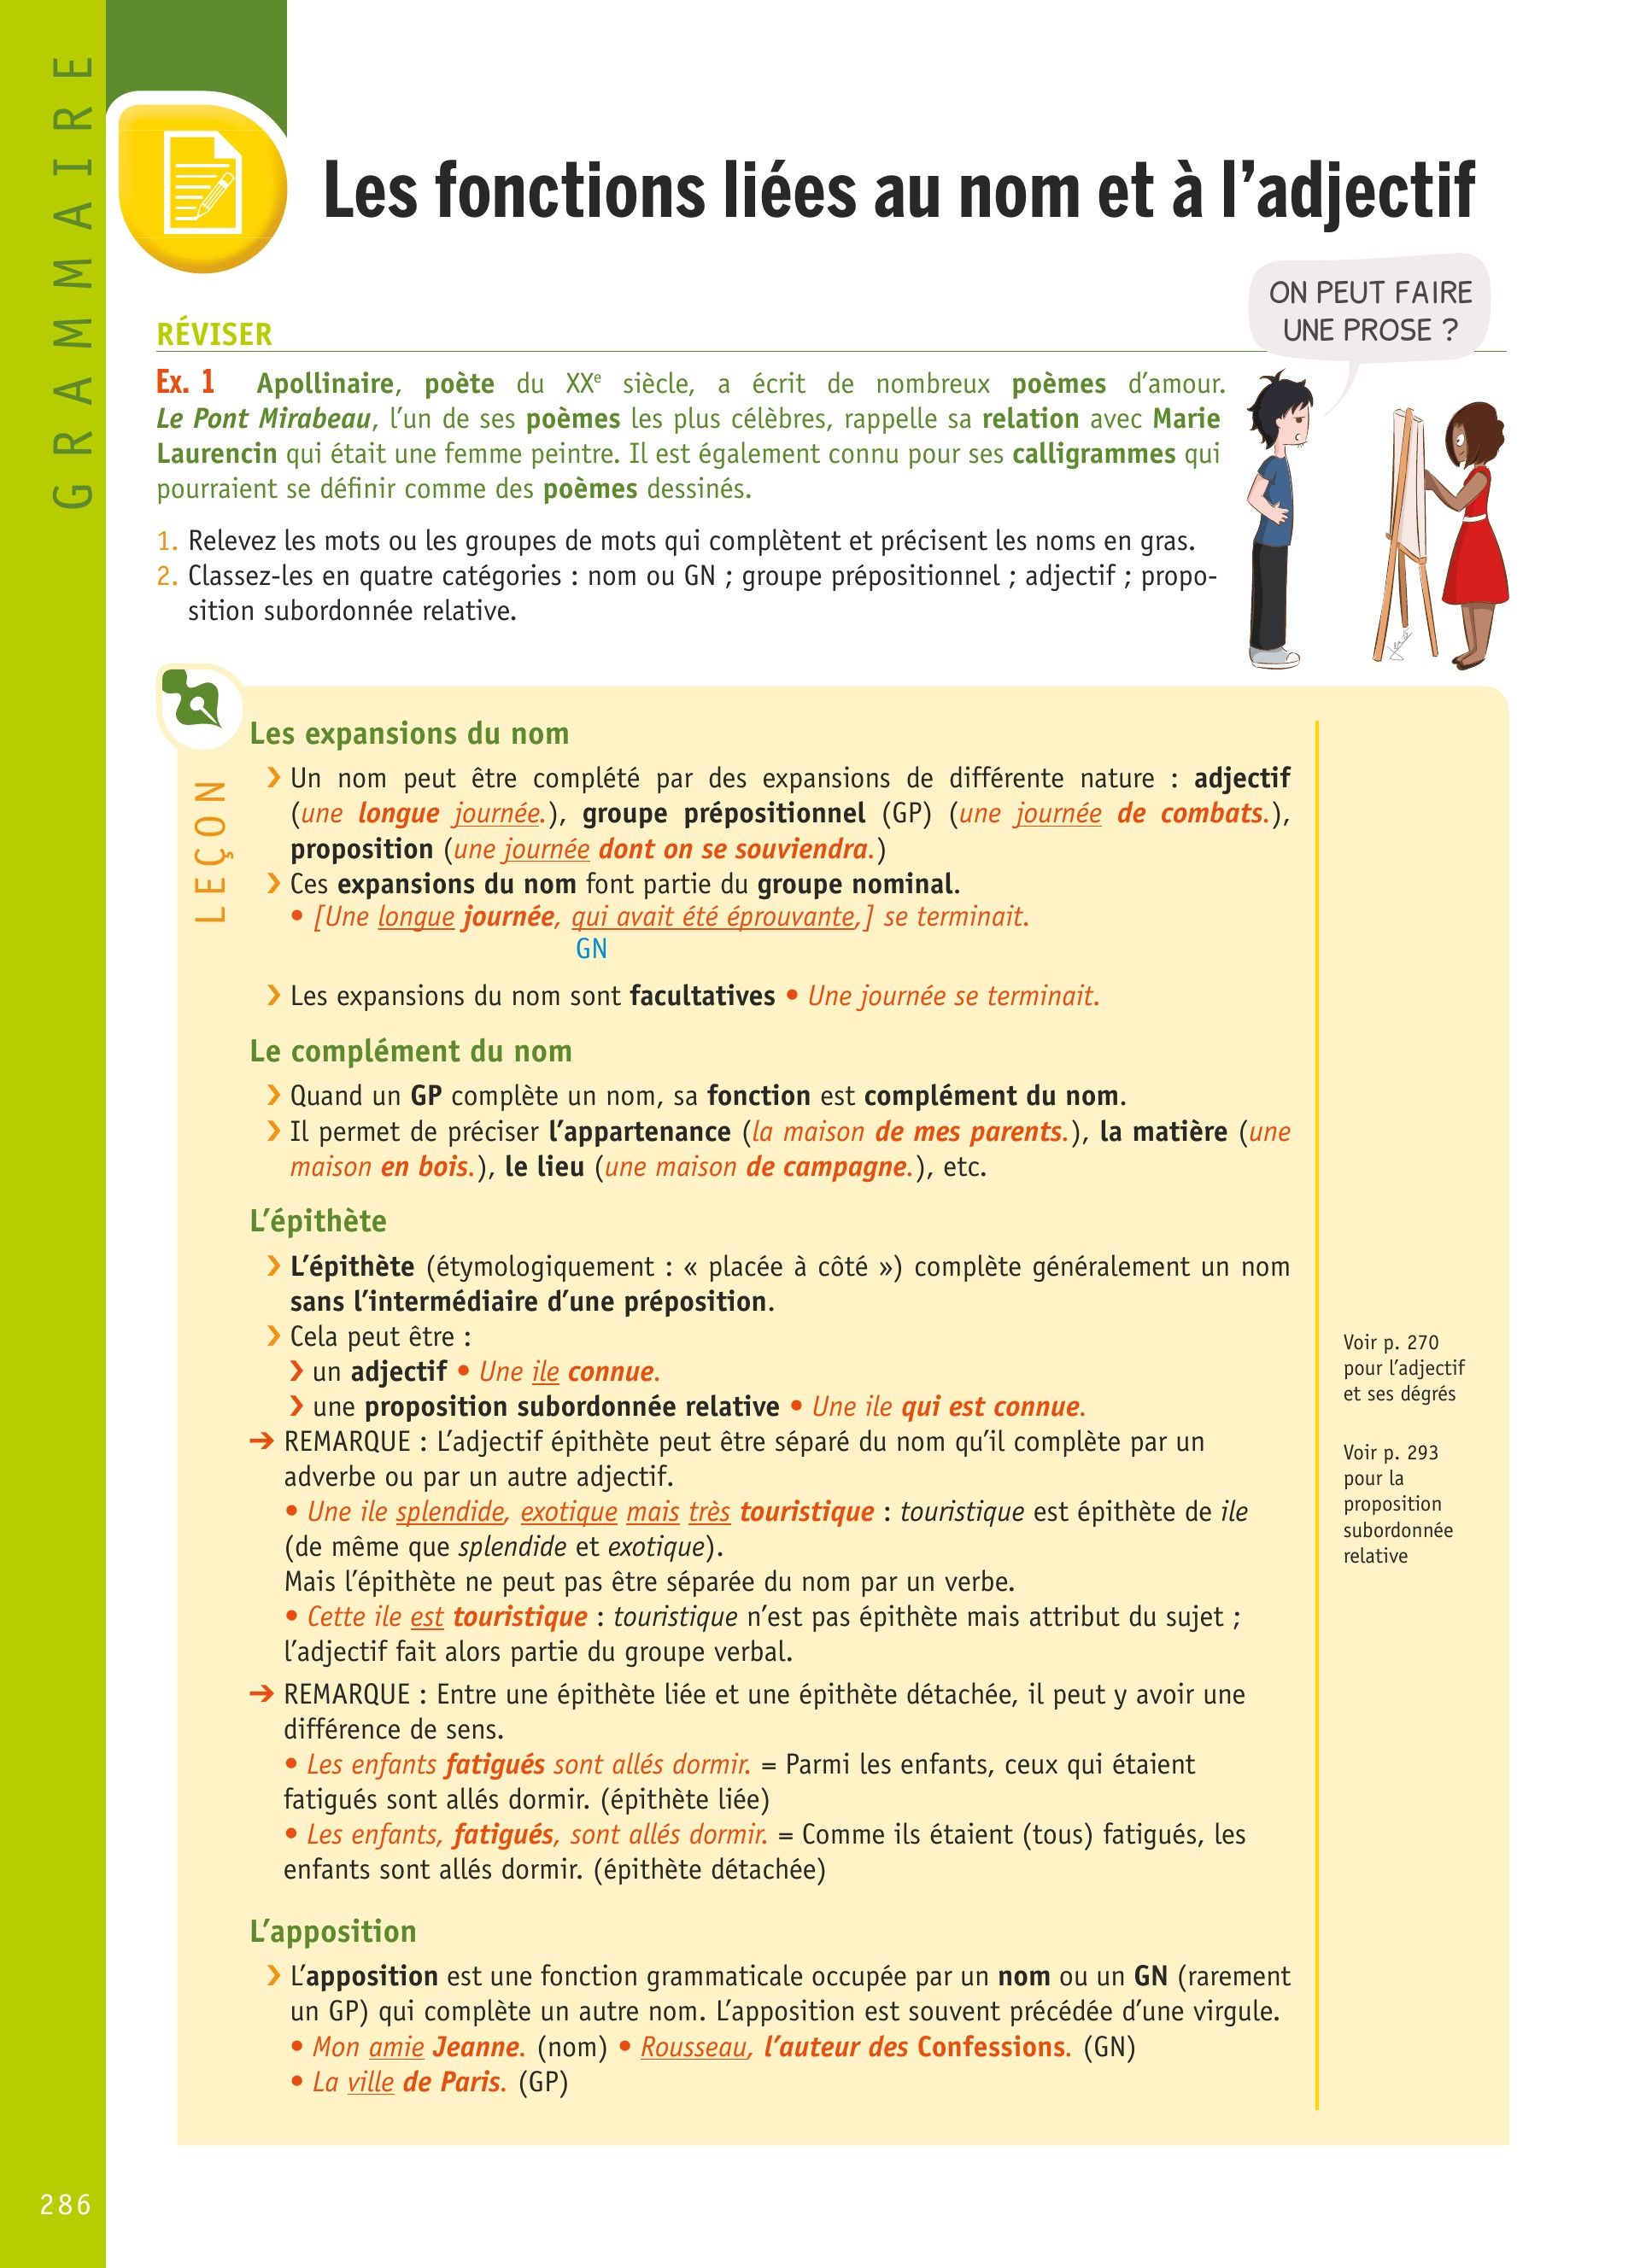 GRAMMAIRE
Les fonctions liées au nom et à l’adjectif
ON PEUT FAIRE
UNE PROSE ?
RÉVISER
Ex. 1 Apollinaire, poète du XXe siècle, a écrit de nombreux poèmes d’amour.
Le Pont Mirabeau, l’un de ses poèmes les plus célèbres, rappelle sa relation avec Marie
Laurencin qui était une femme peintre. Il est également connu pour ses calligrammes qui
pourraient se définir comme des poèmes dessinés.
1. Relevez les mots ou les groupes de mots qui complètent et précisent les noms en gras.
2. Classez-les en quatre catégories : nom ou GN ; groupe prépositionnel ; adjectif ; propo-
sition subordonnée relative.
LEÇON
Les expansions du nom
❯ Un nom peut être complété par des expansions de différente nature : adjectif
(une longue journée.), groupe prépositionnel (GP) (une journée de combats.),
proposition (une journée dont on se souviendra.)
❯ Ces expansions du nom font partie du groupe nominal.
• [Une longue journée, qui avait été éprouvante,] se terminait.
GN
❯ Les expansions du nom sont facultatives • Une journée se terminait.
Le complément du nom
❯ Quand un GP complète un nom, sa fonction est complément du nom.
❯ Il permet de préciser l’appartenance (la maison de mes parents.), la matière (une
maison en bois.), le lieu (une maison de campagne.), etc.
L’épithète
❯ L’épithète (étymologiquement : « placée à côté ») complète généralement un nom
sans l’intermédiaire d’une préposition.
❯ Cela peut être :
❯ un adjectif • Une ile connue.
❯ une proposition subordonnée relative • Une ile qui est connue.
➔ REMARQUE : L’adjectif épithète peut être séparé du nom qu’il complète par un
adverbe ou par un autre adjectif.
• Une ile splendide, exotique mais très touristique : touristique est épithète de ile
(de même que splendide et exotique).
Mais l’épithète ne peut pas être séparée du nom par un verbe.
• Cette ile est touristique : touristique n’est pas épithète mais attribut du sujet ;
l’adjectif fait alors partie du groupe verbal.
➔ REMARQUE : Entre une épithète liée et une épithète détachée, il peut y avoir une
différence de sens.
• Les enfants fatigués sont allés dormir. = Parmi les enfants, ceux qui étaient
fatigués sont allés dormir. (épithète liée)
• Les enfants, fatigués, sont allés dormir. = Comme ils étaient (tous) fatigués, les
enfants sont allés dormir. (épithète détachée)
L’apposition
❯ L’apposition est une fonction grammaticale occupée par un nom ou un GN (rarement
un GP) qui complète un autre nom. L’apposition est souvent précédée d’une virgule.
• Mon amie Jeanne. (nom) • Rousseau, l’auteur des Confessions. (GN)
• La ville de Paris. (GP)
Voir p. 270
pour l’adjectif
et ses dégrés
Voir p. 293
pour la
proposition
subordonnée
relative
286